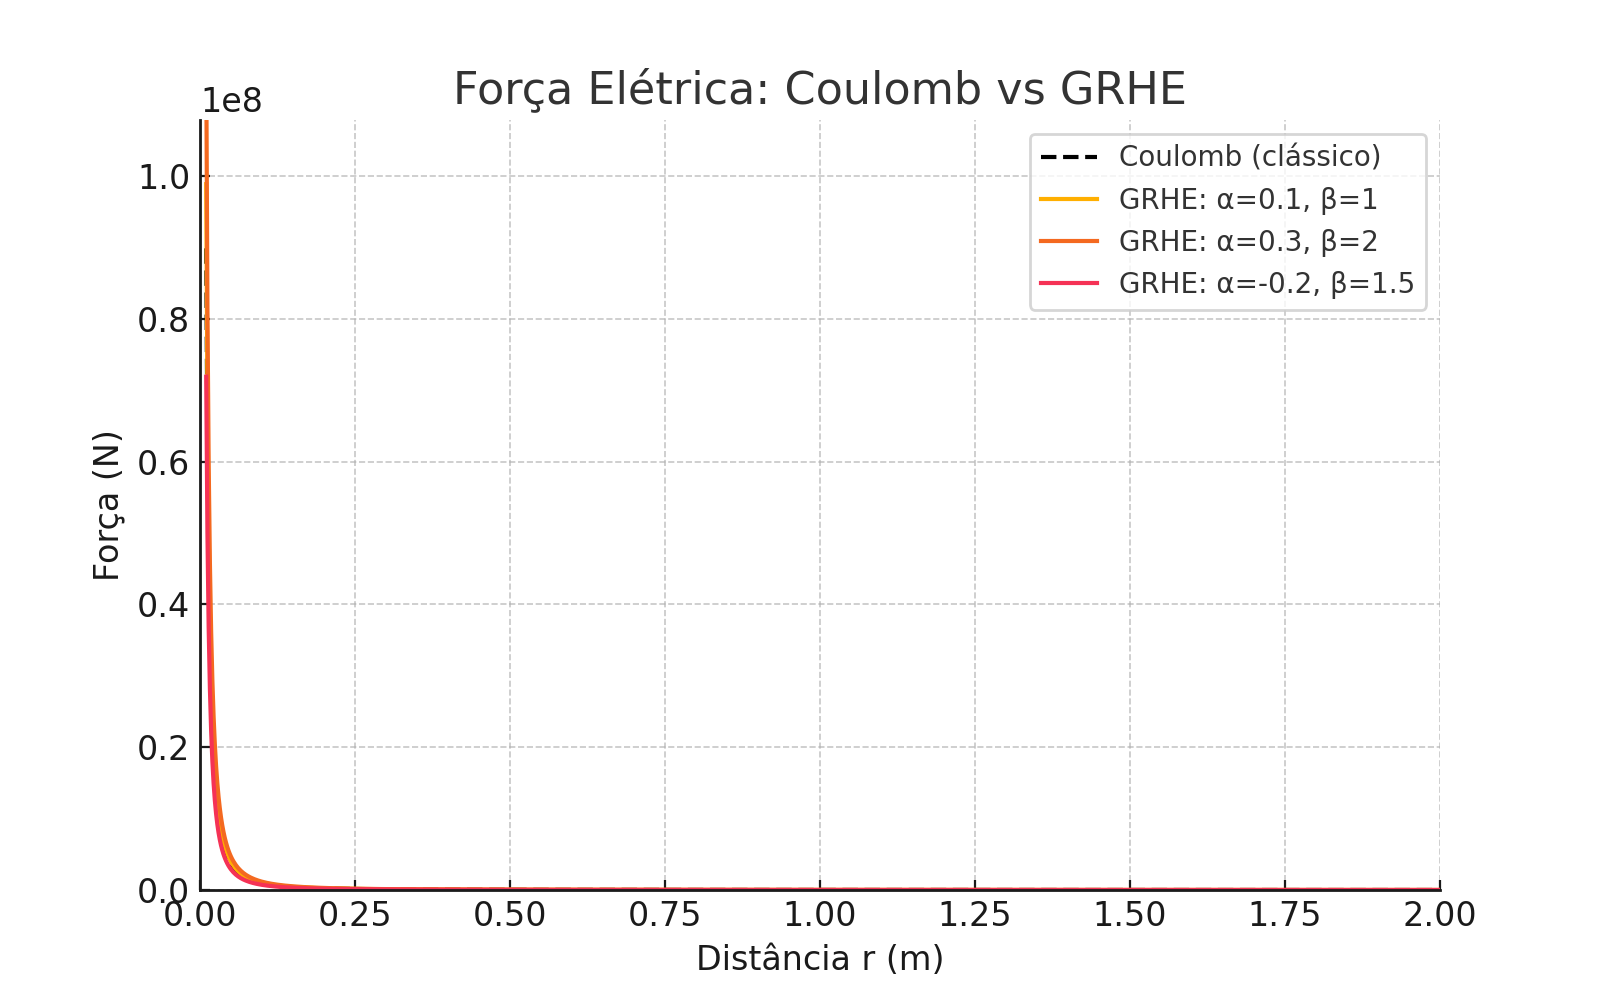 Força Elétrica: Coulomb vs GRHE
1e8
Coulomb (clássico)
GRHE: α=0.1, β=1
GRHE: α=0.3, β=2
GRHE: α=-0.2, β=1.5
Força (N)
1.0
0.8
0.6
0.4
0.2
0.0
0.00 0.25 0.50 0.75 1.00 1.25 1.50 1.75 2.00
Distância r (m)